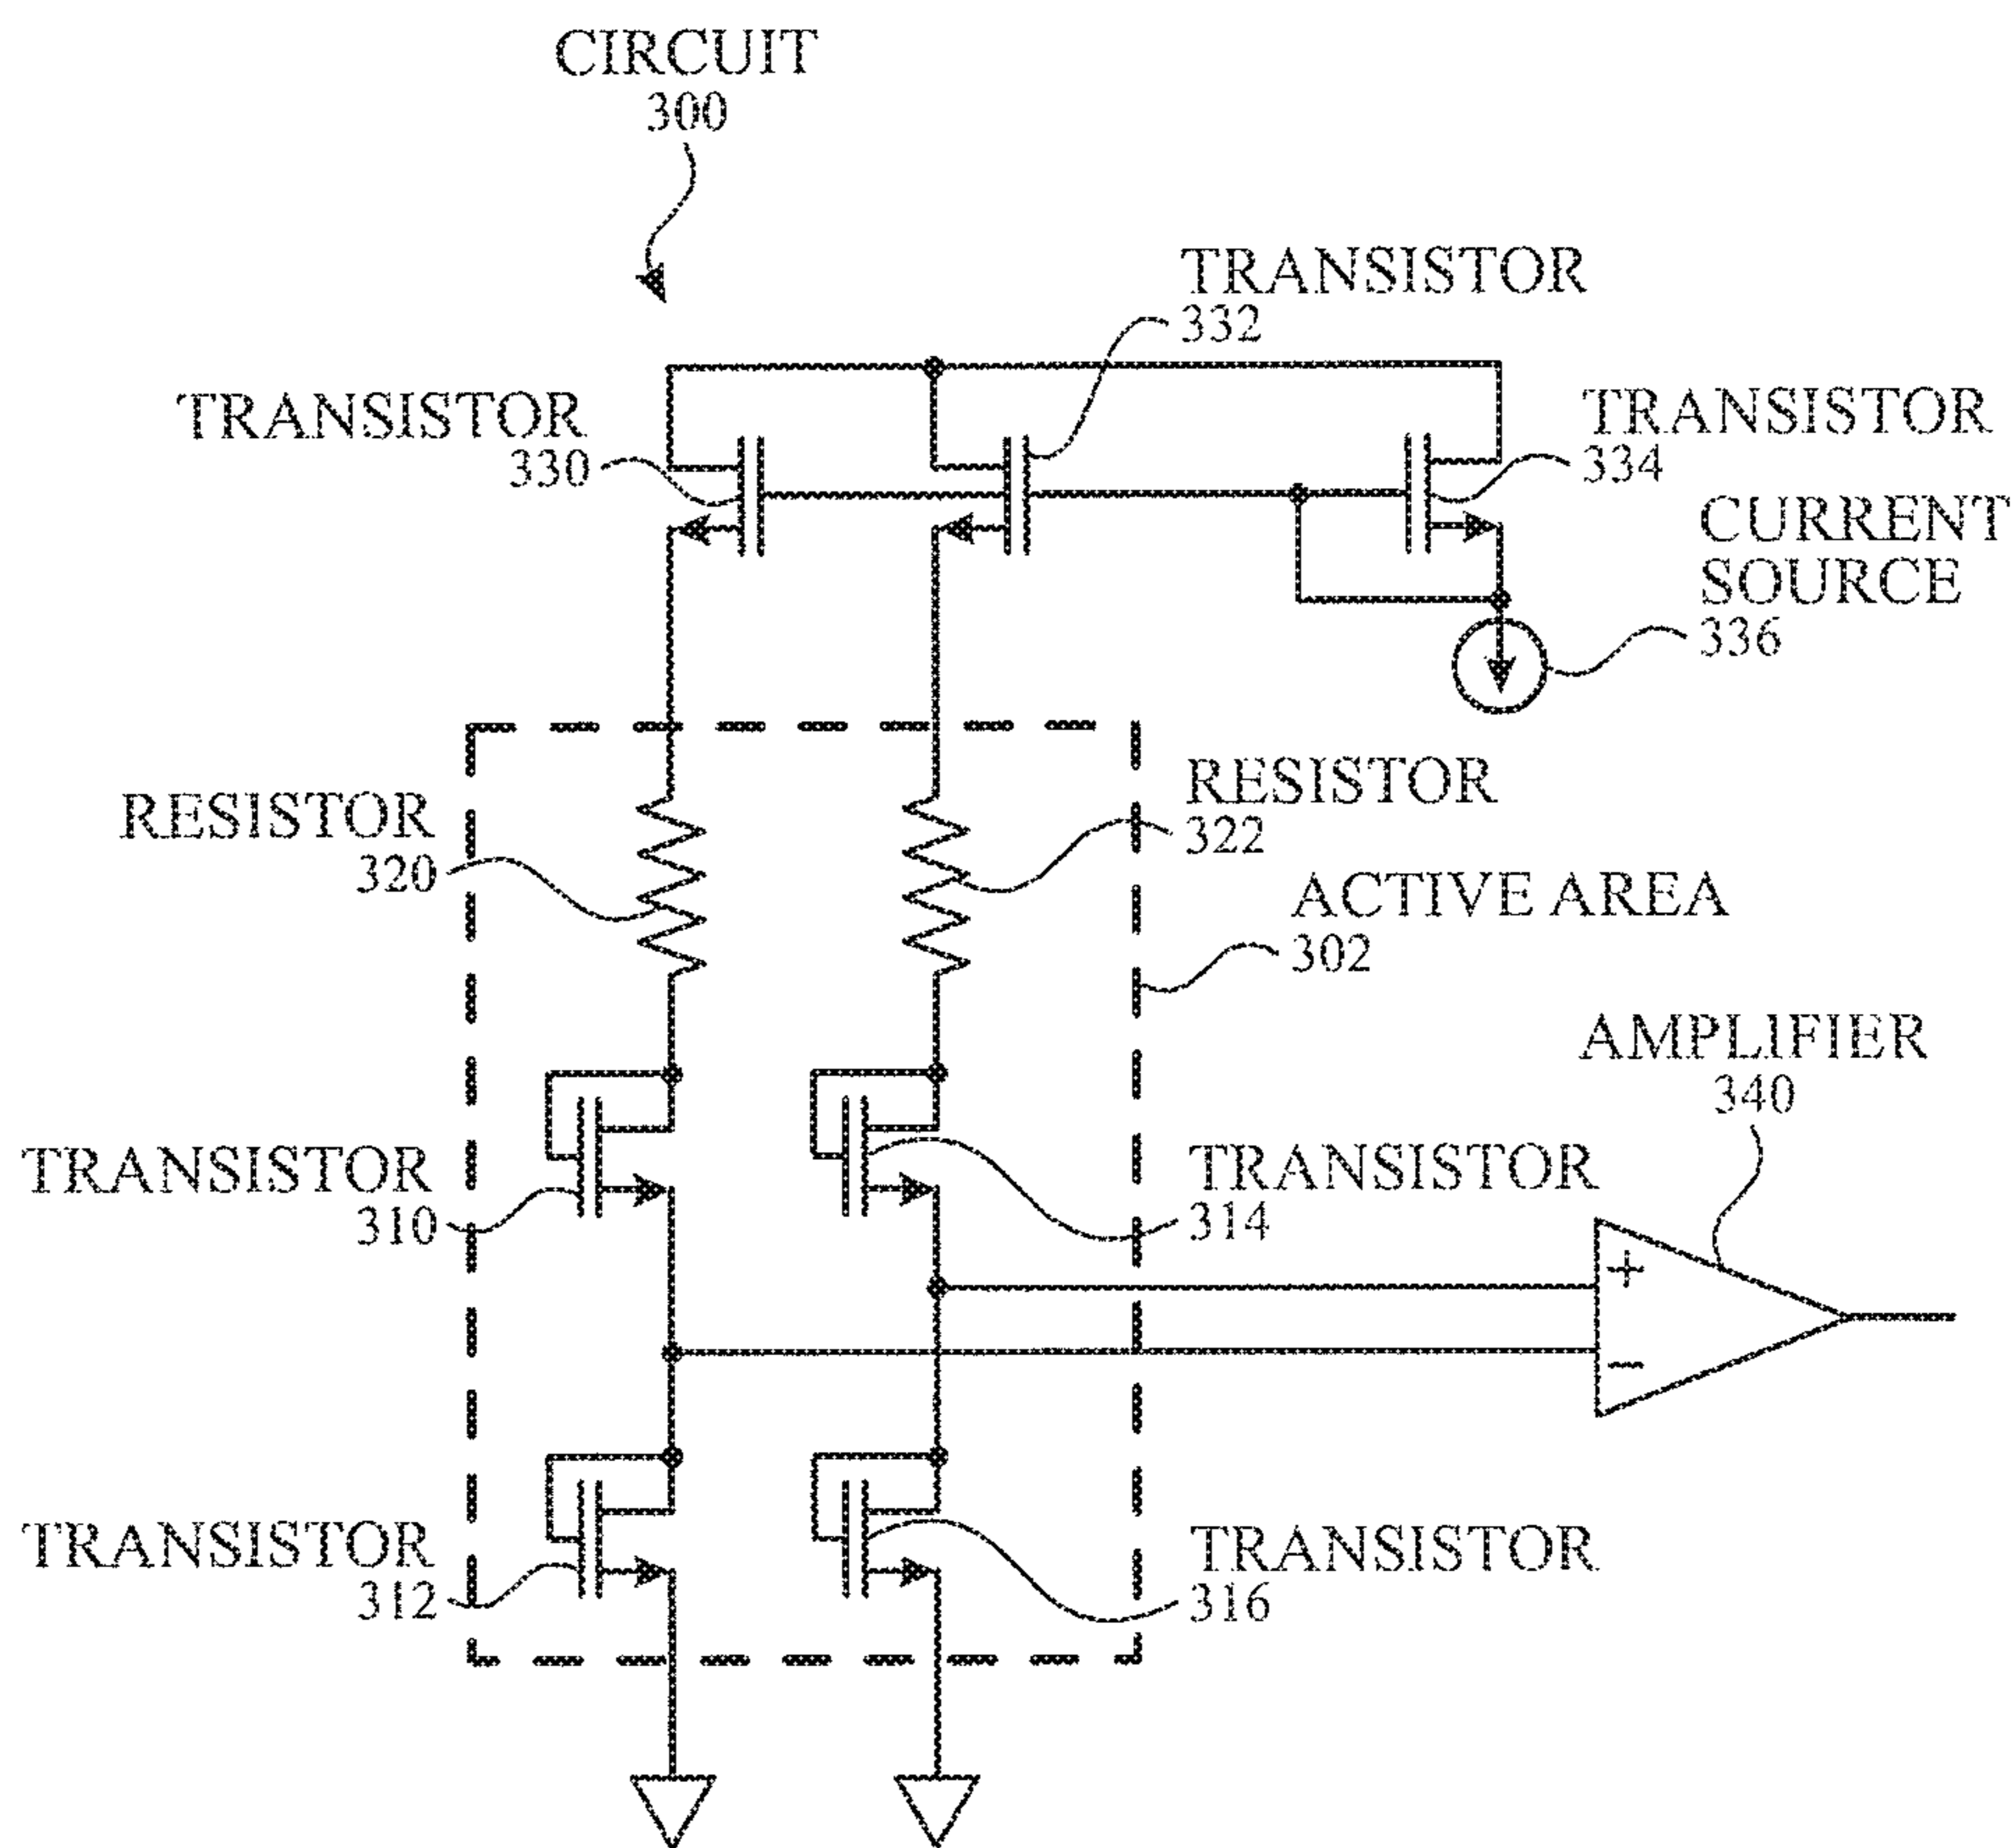 CIRCUIT
300
TRANSISTOR
332
TRANSISTOR
330
TRANSISTOR
334
CURRENT
SOURCE
336
RESISTOR
320
RESISTOR
322
ACTIVE AREA
302
AMPLIFIER
340
TRANSISTOR
310
TRANSISTOR
314
+
−
TRANSISTOR
312
TRANSISTOR
316